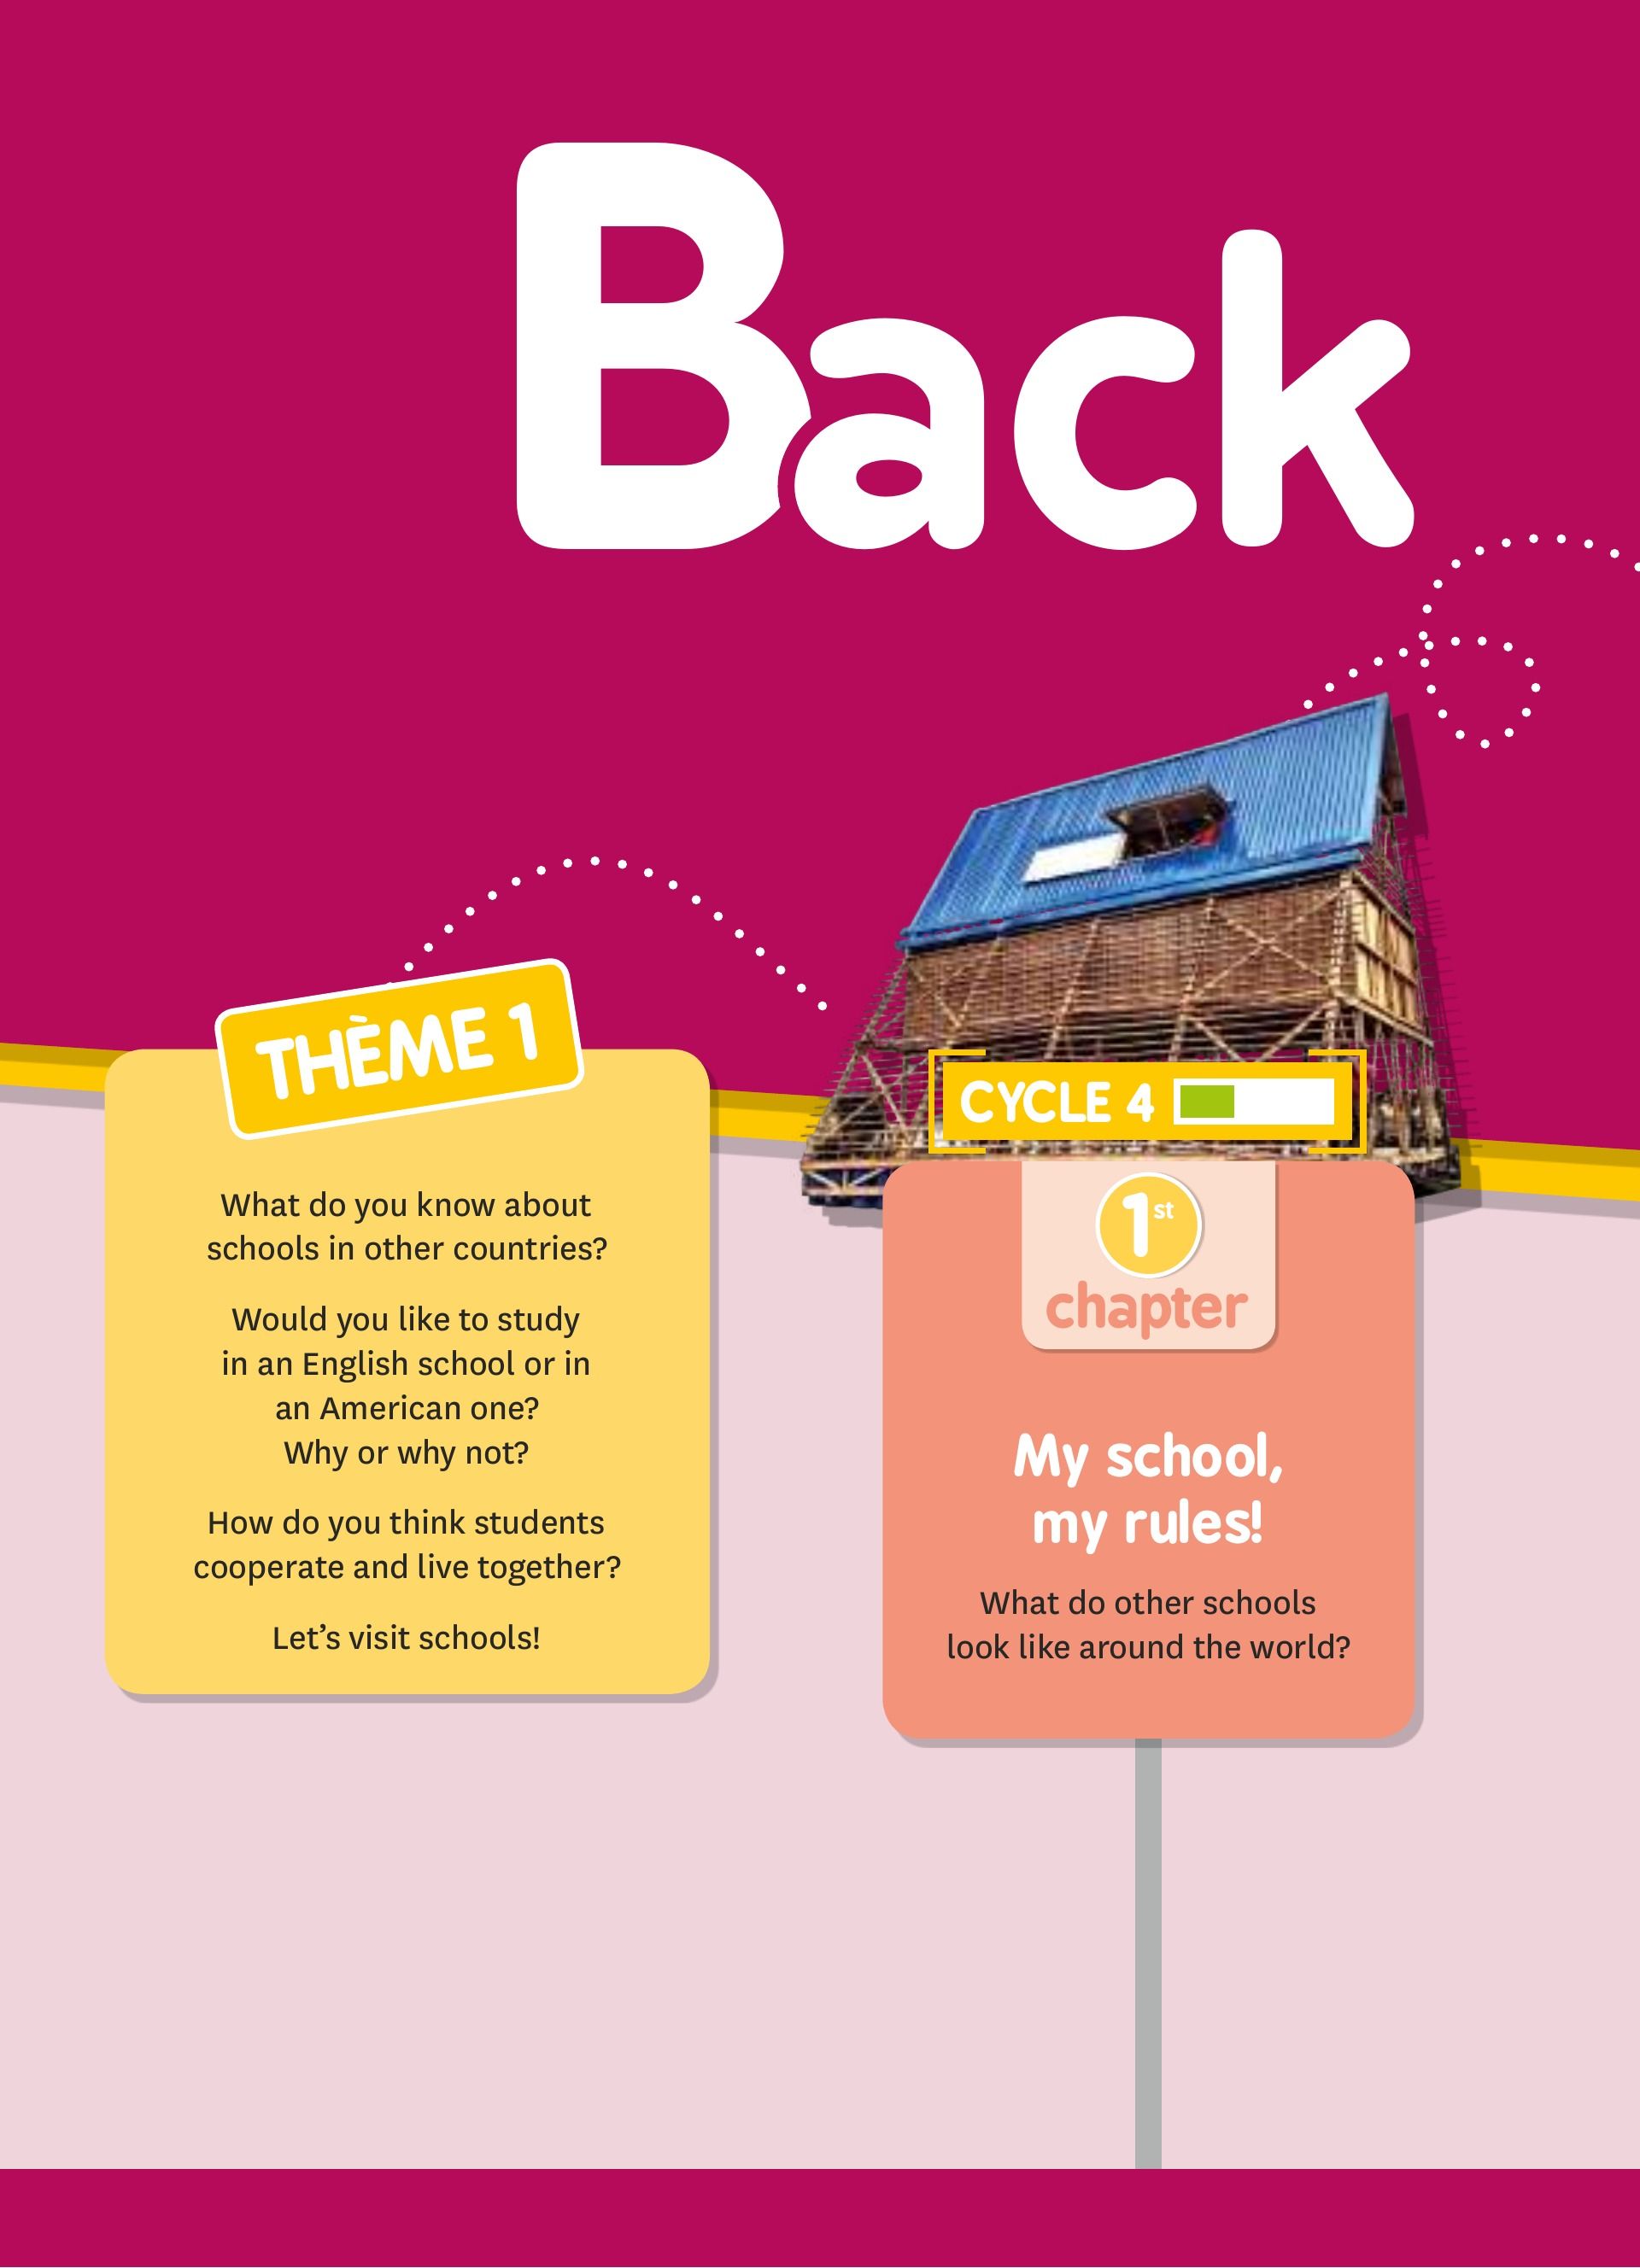 Back
THÈME 1
What do you know about
schools in other countries?
Would you like to study
in an English school or in
an American one?
Why or why not?
How do you think students
cooperate and live together?
Let’s visit schools!
CYCLE 4
1st
chapter
My school,
my rules!
What do other schools
look like around the world?